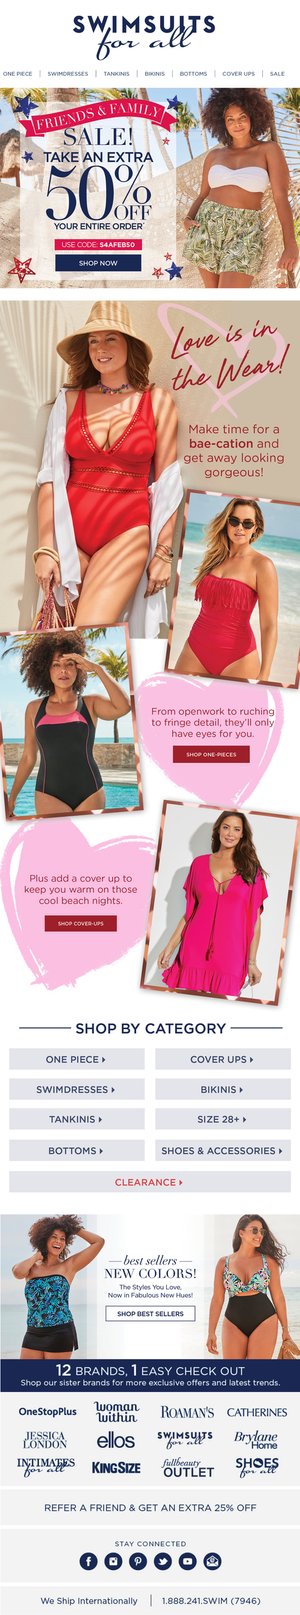 SWIMSUITS
for all
ONE PIECE | SWIMDRESSES | TANKINIS | BIKINIS | BOTTOMS | COVER UPS | SALE
FRIENDS & FAMILY
SALE!
TAKE AN EXTRA
50% OFF
YOUR ENTIRE ORDER*
USE CODE: S4AFEB50
SHOP NOW
Love is in
the Wear!
Make time for a
bae-cation and
get away looking
gorgeous!
From openwork to ruching
to fringe detail, they'll only
have eyes for you.
SHOP ONE-PIECES
Plus add a cover up to
keep you warm on those
cool beach nights.
SHOP COVER-UPS
SHOP BY CATEGORY
ONE PIECE
COVER UPS
SWIMDRESSES
BIKINIS
TANKINIS
SIZE 28+
BOTTOMS
SHOES & ACCESSORIES
CLEARANCE
best sellers
NEW COLORS!
The Styles You Love,
Now in Fabulous New Hues!
SHOP BEST SELLERS
12 BRANDS, 1 EASY CHECK OUT
Shop our sister brands for more exclusive offers and latest trends.
OneStopPlus
woman within
ROAMAN'S
CATHERINES
JESSICA LONDON
ellos
SWIMSUITS for all
Brylane Home
INTIMATES for all
KINGSIZE
fullbeauty OUTLET
SHOES for all
REFER A FRIEND & GET AN EXTRA 25% OFF
STAY CONNECTED
We Ship Internationally | 1.888.241.SWIM (7946)